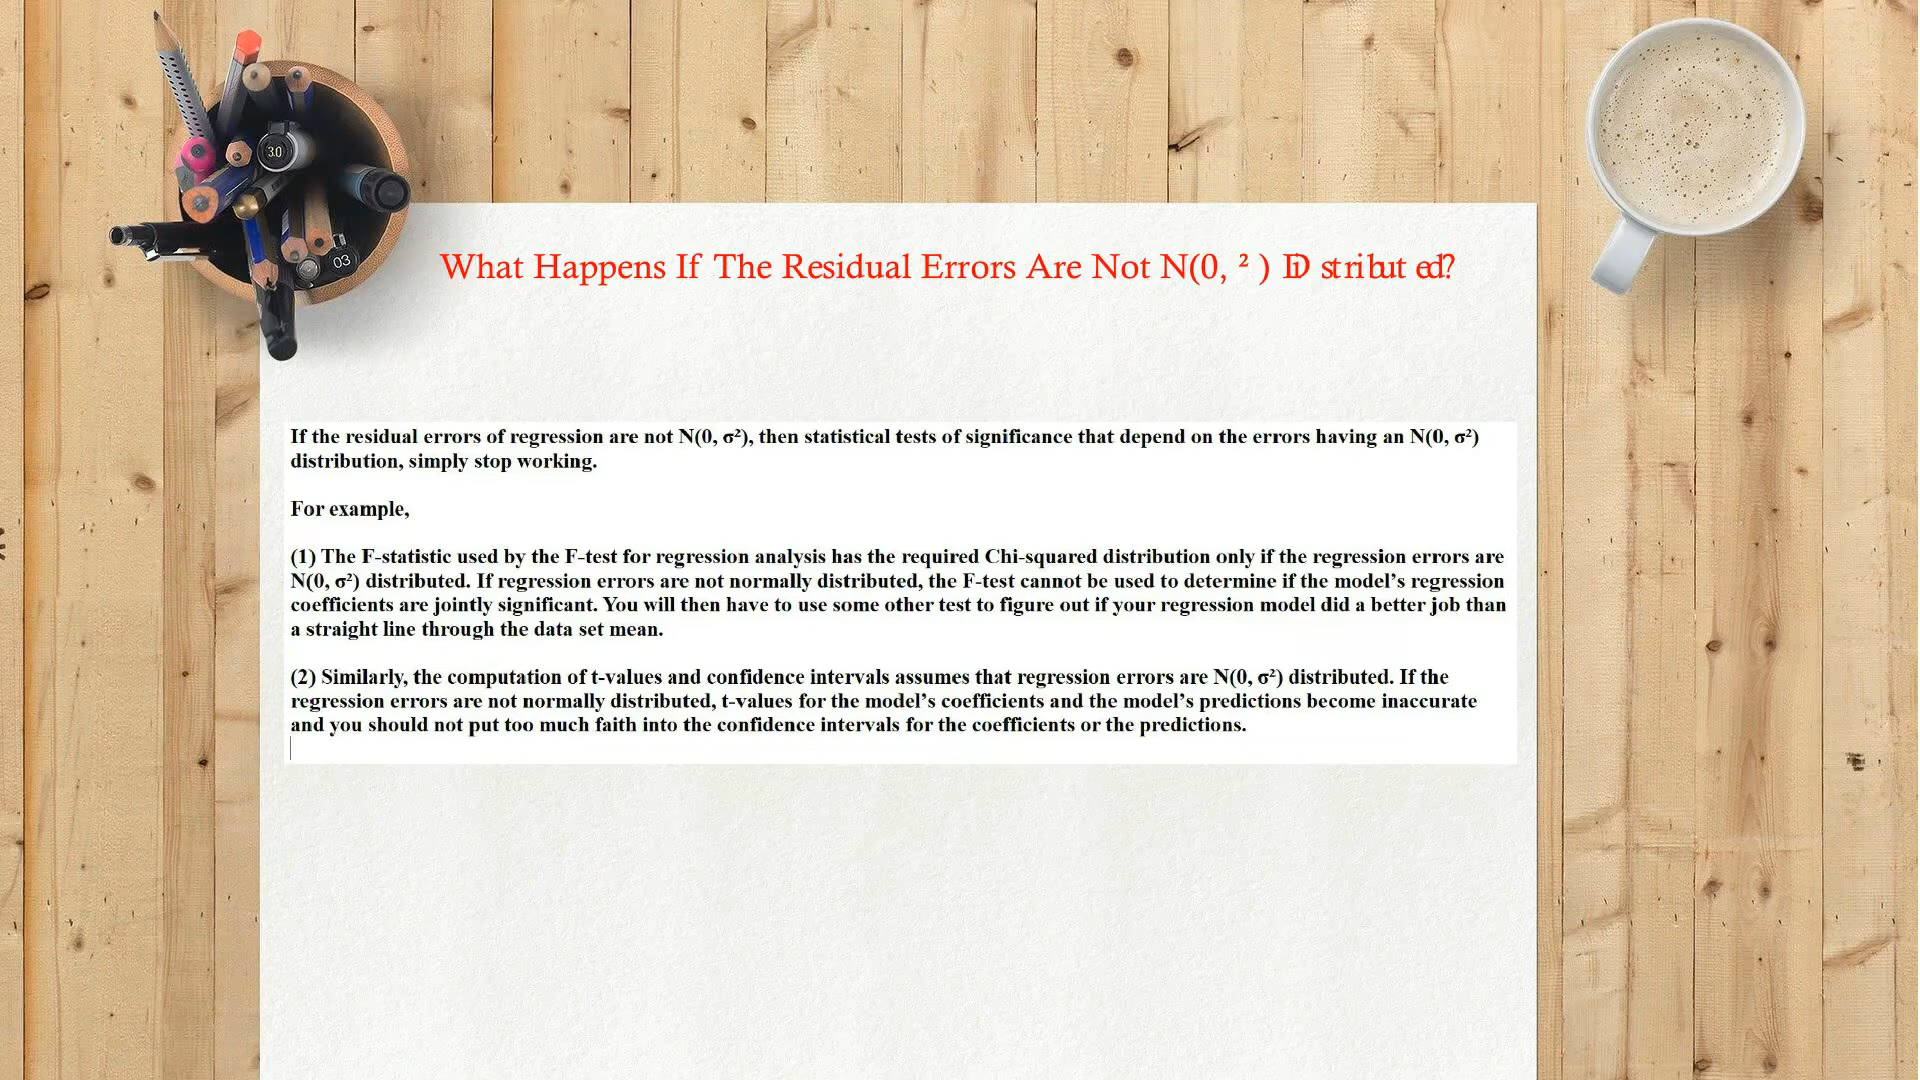 3.0
03
What Happens If The Residual Errors Are Not N(0, ² ) Distributed?
If the residual errors of regression are not N(0, σ²), then statistical tests of significance that depend on the errors having an N(0, σ²)
distribution, simply stop working.
For example,
(1) The F-statistic used by the F-test for regression analysis has the required Chi-squared distribution only if the regression errors are
N(0, σ²) distributed. If regression errors are not normally distributed, the F-test cannot be used to determine if the model’s regression
coefficients are jointly significant. You will then have to use some other test to figure out if your regression model did a better job than
a straight line through the data set mean.
(2) Similarly, the computation of t-values and confidence intervals assumes that regression errors are N(0, σ²) distributed. If the
regression errors are not normally distributed, t-values for the model’s coefficients and the model’s predictions become inaccurate
and you should not put too much faith into the confidence intervals for the coefficients or the predictions.